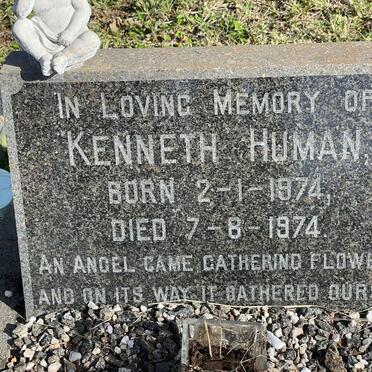 IN LOVING MEMORY OF
KENNETH HUMAN,
BORN 2-1-1974,
DIED 7-8-1974.
AN ANGEL CAME GATHERING FLOWE
AND ON ITS WAY IT GATHERED OUR